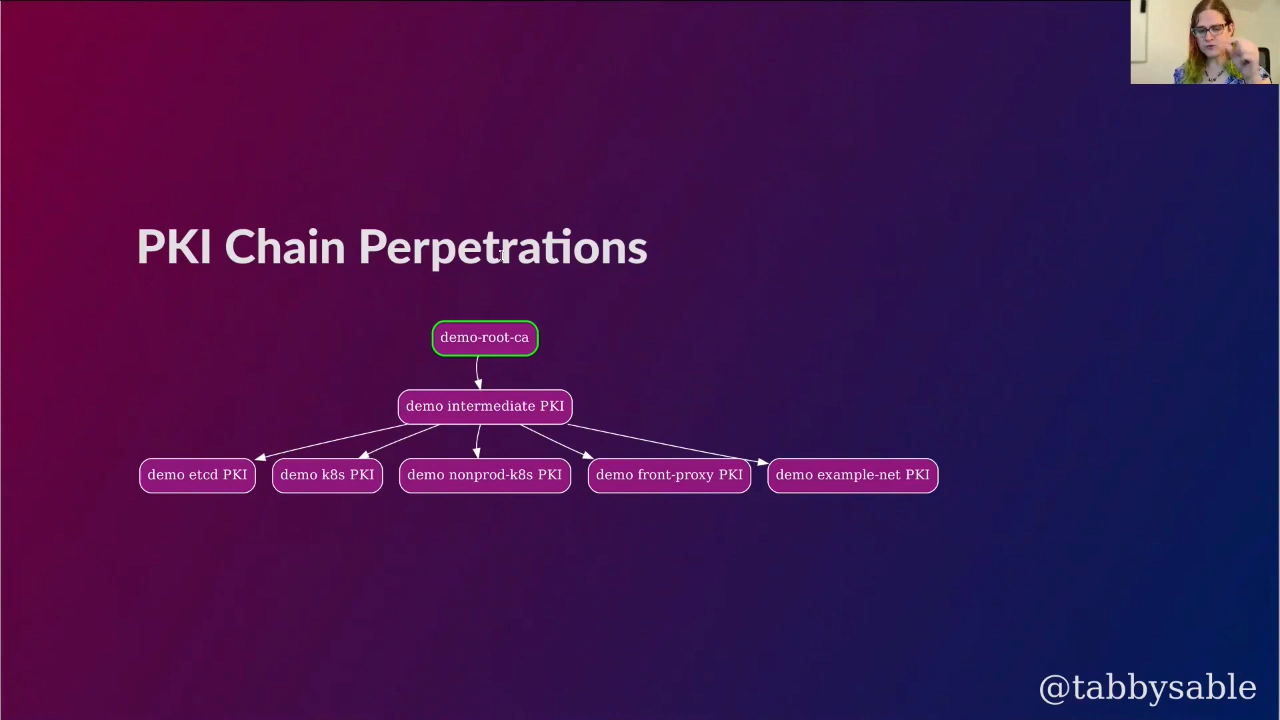 PKI Chain Perpetrations
demo-root-ca
demo intermediate PKI
demo etcd PKI
demo k8s PKI
demo nonprod-k8s PKI
demo front-proxy PKI
demo example-net PKI
@tabbysable